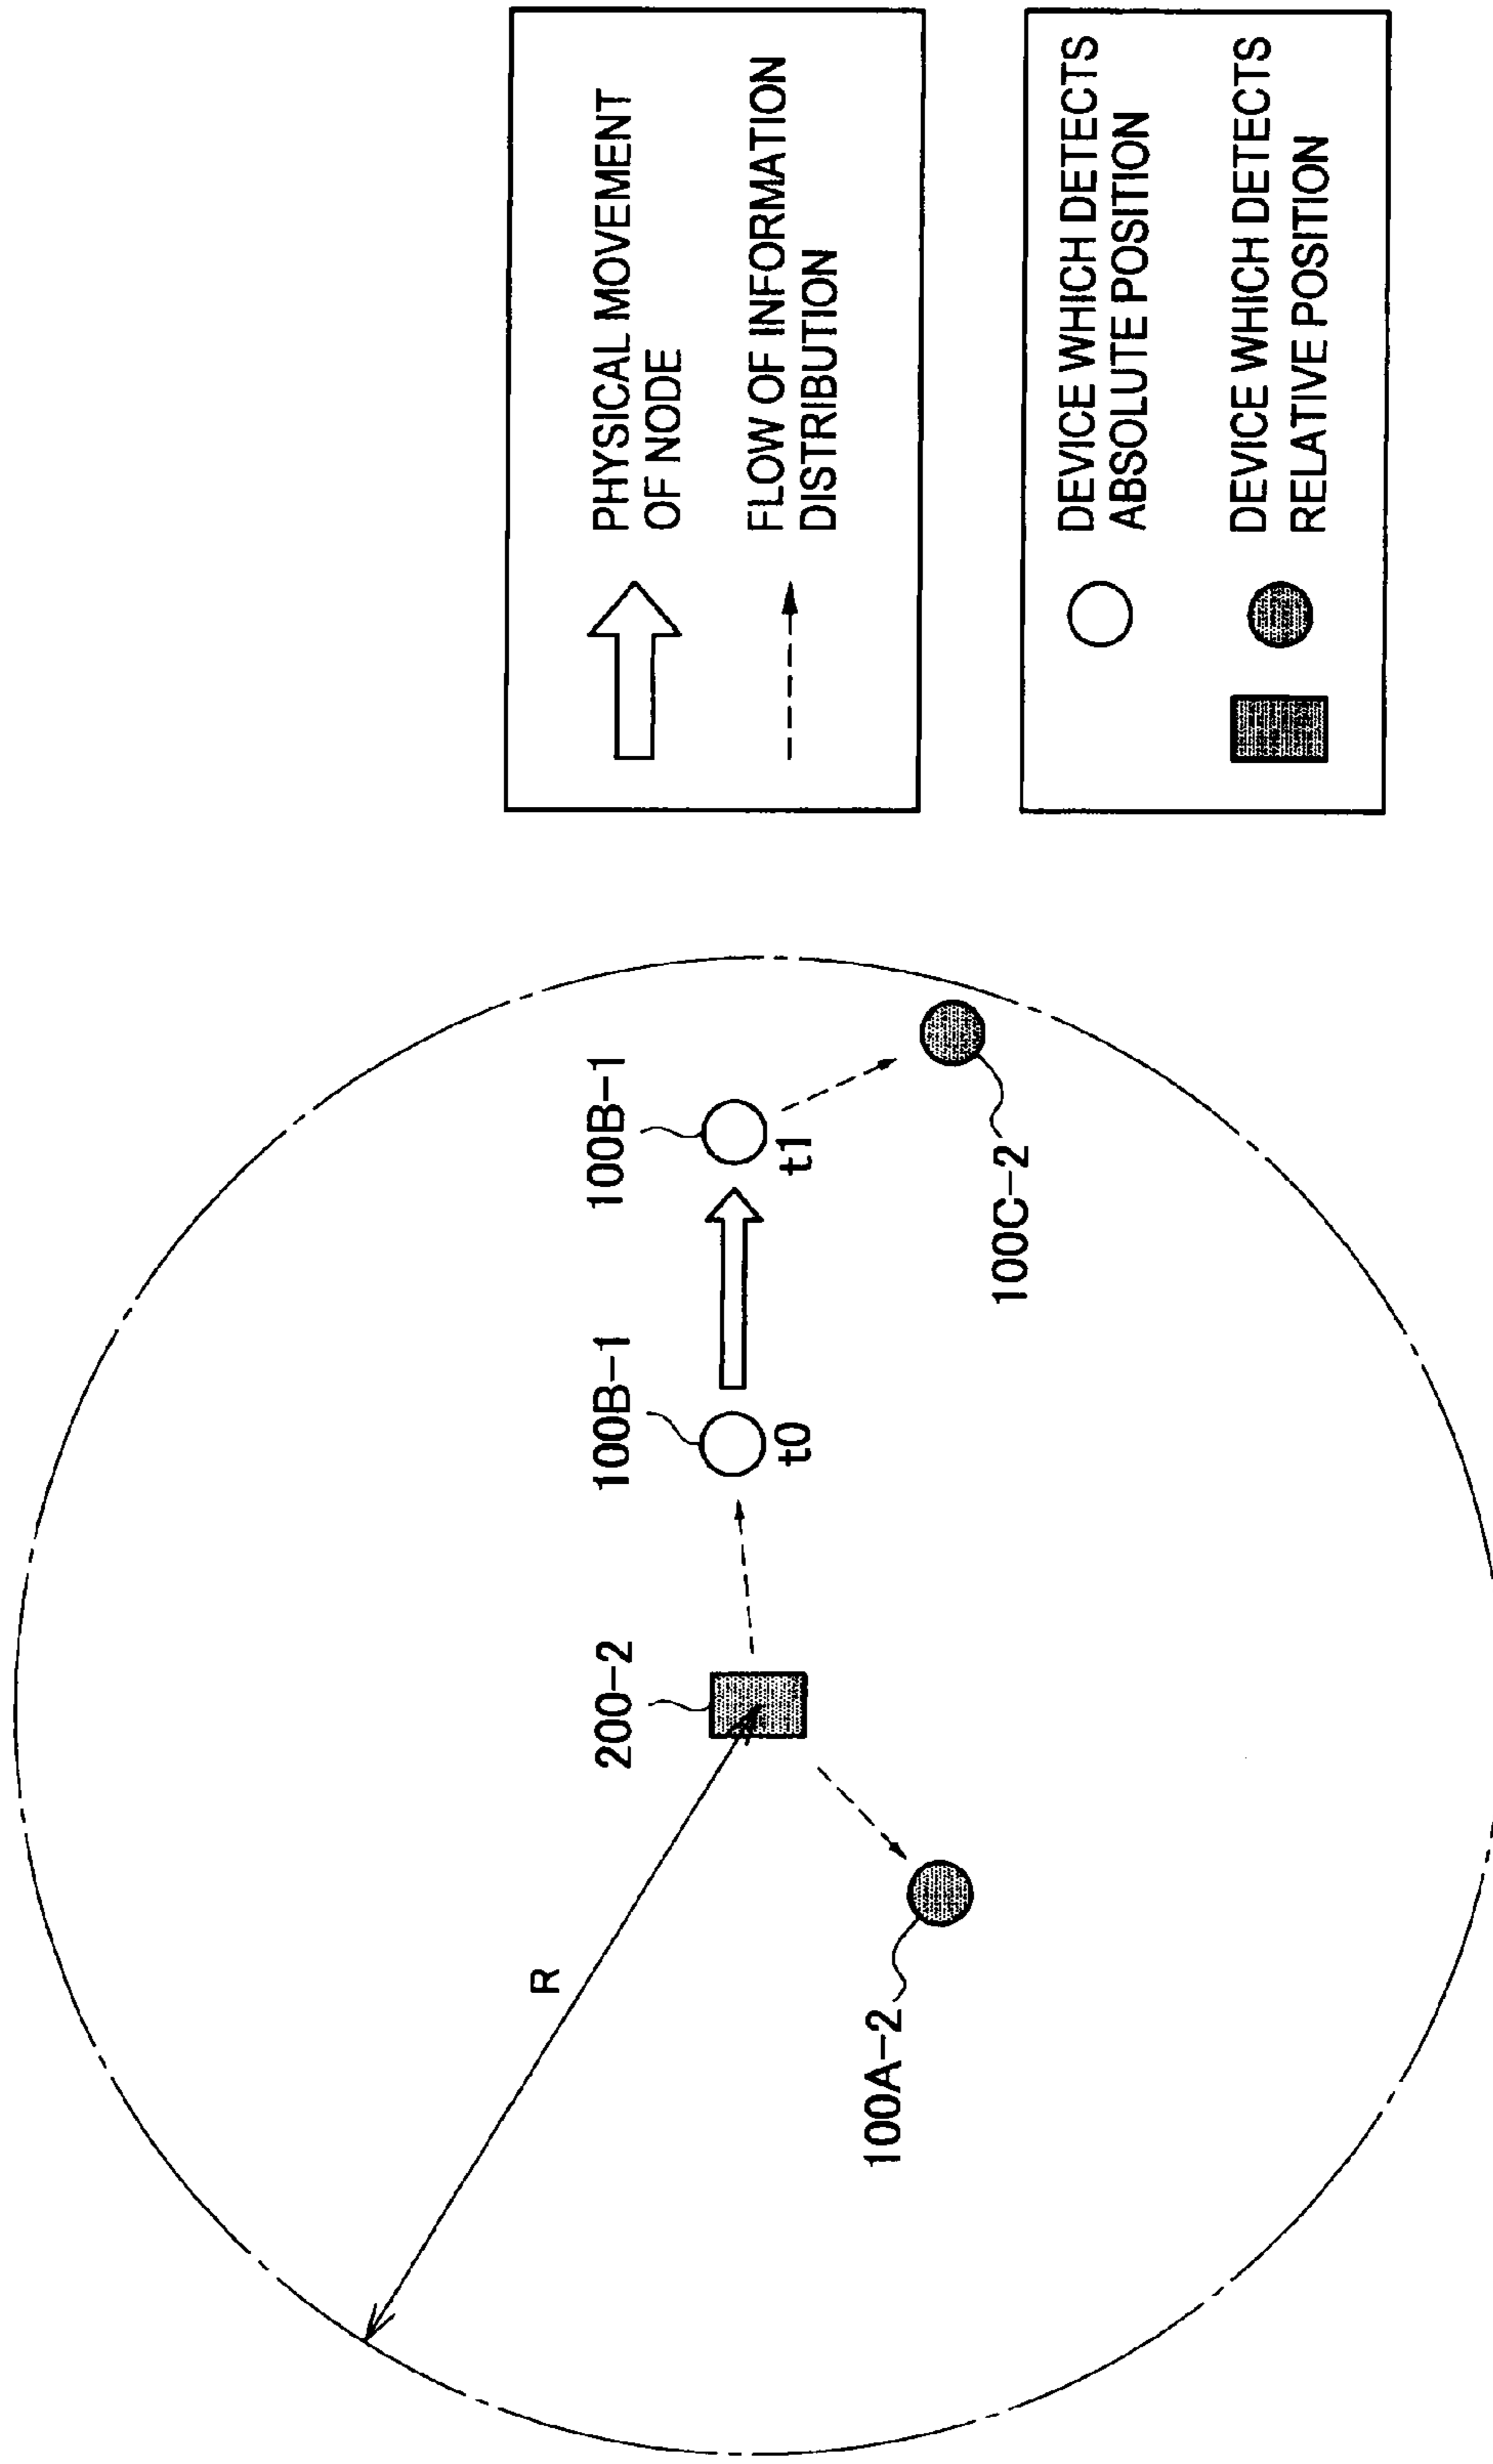 PHYSICAL MOVEMENT
OF NODE
FLOW OF INFORMATION
DISTRIBUTION
DEVICE WHICH DETECTS
ABSOLUTE POSITION
DEVICE WHICH DETECTS
RELATIVE POSITION
R
200-2
100B-1
t0
100B-1
t1
100A-2
100C-2